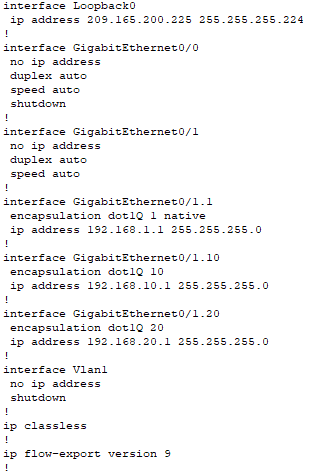 interface Loopback0
 ip address 209.165.200.225 255.255.255.224
!
interface GigabitEthernet0/0
 no ip address
 duplex auto
 speed auto
 shutdown
!
interface GigabitEthernet0/1
 no ip address
 duplex auto
 speed auto
!
interface GigabitEthernet0/1.1
 encapsulation dot1Q 1 native
 ip address 192.168.1.1 255.255.255.0
!
interface GigabitEthernet0/1.10
 encapsulation dot1Q 10
 ip address 192.168.10.1 255.255.255.0
!
interface GigabitEthernet0/1.20
 encapsulation dot1Q 20
 ip address 192.168.20.1 255.255.255.0
!
interface Vlan1
 no ip address
 shutdown
!
ip classless
!
ip flow-export version 9
!